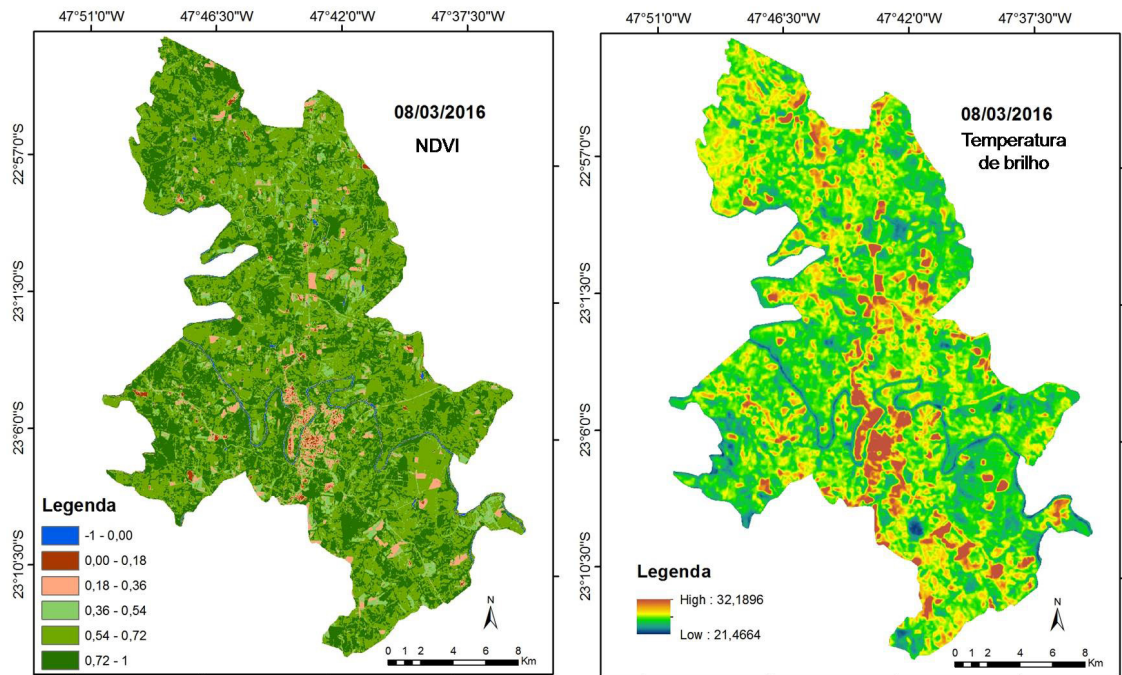 47°51'0"W 47°46'30"W 47°42'0"W 47°37'30"W
08/03/2016
NDVI
22°57'0"S
23°1'30"S
23°6'0"S
23°10'30"S
Legenda
-1 - 0,00
0,00 - 0,18
0,18 - 0,36
0,36 - 0,54
0,54 - 0,72
0,72 - 1
N
0 1 2 4 6 8
Km
47°51'0"W 47°46'30"W 47°42'0"W 47°37'30"W
08/03/2016
Temperatura
de brilho
22°57'0"S
23°1'30"S
23°6'0"S
23°10'30"S
Legenda
High : 32,1896
Low : 21,4664
N
0 1 2 4 6 8
Km